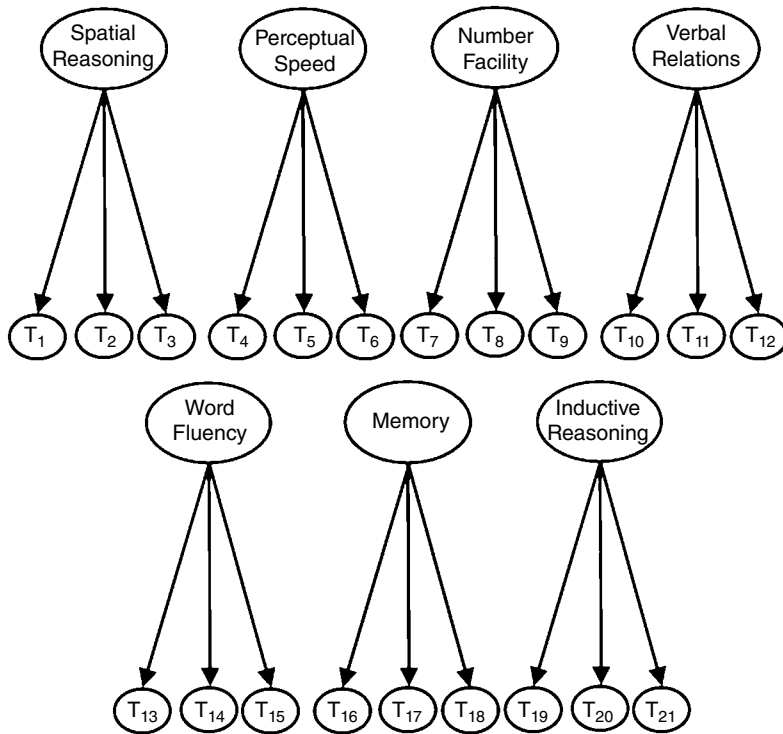 Spatial
Reasoning
Perceptual
Speed
Number
Facility
Verbal
Relations
T1 T2 T3 T4 T5 T6 T7 T8 T9 T10 T11 T12
Word
Fluency
Memory
Inductive
Reasoning
T13 T14 T15 T16 T17 T18 T19 T20 T21